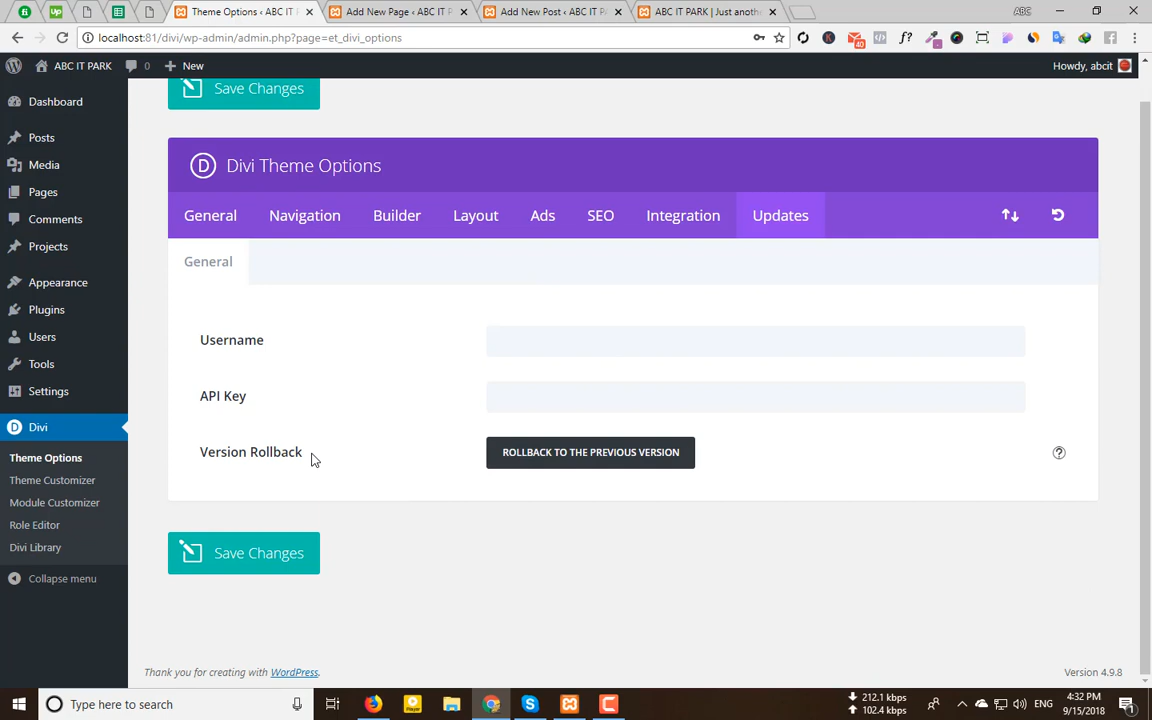 Theme Options ‹ ABC IT P
Add New Page ‹ ABC IT P
Add New Post ‹ ABC IT PA
ABC IT PARK | Just anoth
ABC
localhost:81/divi/wp-admin/admin.php?page=et_divi_options
40
f?
ABC IT PARK
0
New
Howdy, abcit
Dashboard
Posts
Media
Pages
Comments
Projects
Appearance
Plugins
Users
Tools
Settings
Divi
Theme Options
Theme Customizer
Module Customizer
Role Editor
Divi Library
Collapse menu
Save Changes
D Divi Theme Options
General
Navigation
Builder
Layout
Ads
SEO
Integration
Updates
General
Username
API Key
Version Rollback
ROLLBACK TO THE PREVIOUS VERSION
Save Changes
Thank you for creating with WordPress.
Version 4.9.8
Type here to search
212.1 kbps
102.4 kbps
ENG
4:32 PM
9/15/2018